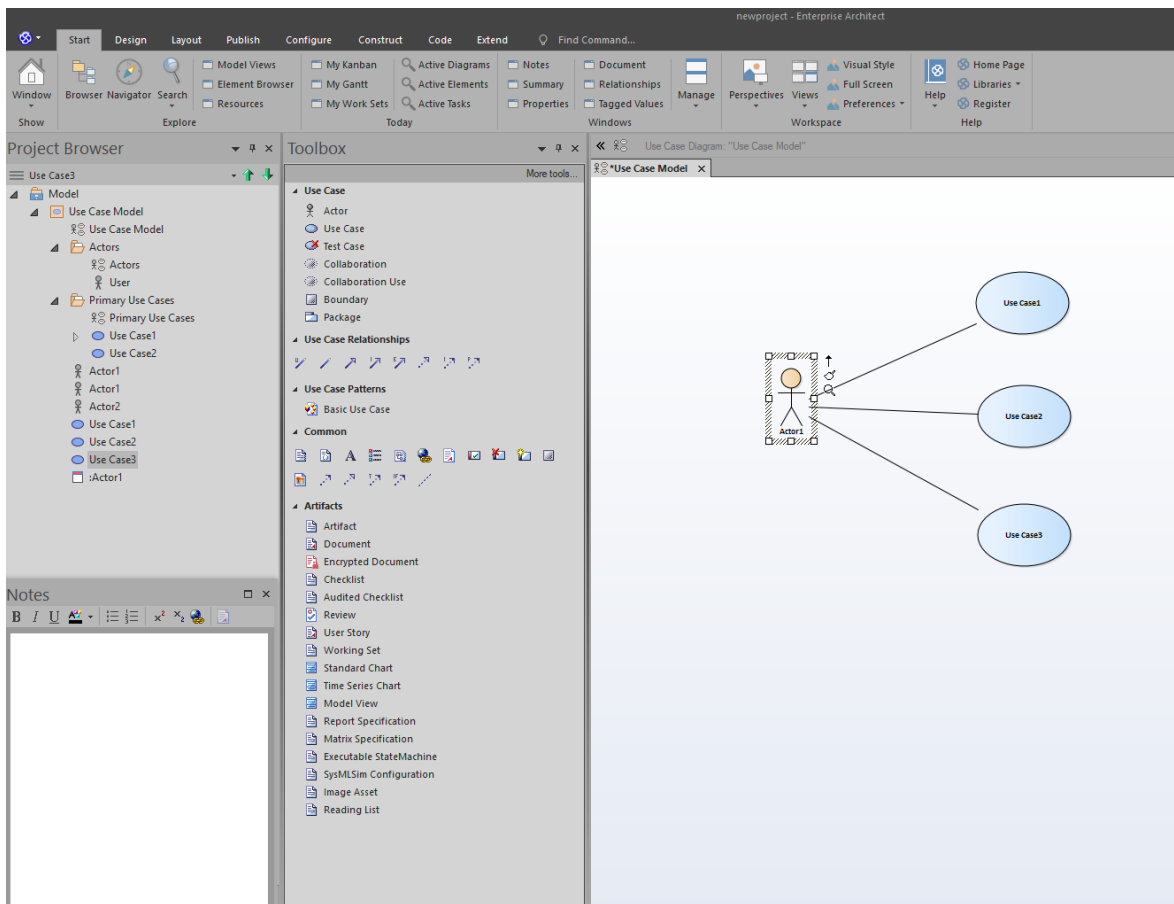 newproject - Enterprise Architect
Start Design Layout Publish Configure Construct Code Extend Find Command...
Window Browser Navigator Search Model Views My Kanban Active Diagrams Notes Document Manage Perspectives Views Visual Style Help Home Page
Element Browser My Gantt Active Elements Summary Relationships Full Screen Libraries
Resources My Work Sets Active Tasks Properties Tagged Values Preferences Register
Show Explore Today Windows Workspace Help
Project Browser
Use Case3
Model
Use Case Model
Use Case Model
Actors
Actors
User
Primary Use Cases
Primary Use Cases
Use Case1
Use Case2
Actor1
Actor1
Actor2
Use Case1
Use Case2
Use Case3
:Actor1
Notes
B I U x² x₂
Toolbox
More tools...
Use Case
Actor
Use Case
Test Case
Collaboration
Collaboration Use
Boundary
Package
Use Case Relationships
Use Case Patterns
Basic Use Case
Common
A
Artifacts
Artifact
Document
Encrypted Document
Checklist
Audited Checklist
Review
User Story
Working Set
Standard Chart
Time Series Chart
Model View
Report Specification
Matrix Specification
Executable StateMachine
SysMLSim Configuration
Image Asset
Reading List
Use Case Diagram: "Use Case Model"
*Use Case Model
Use Case1
Use Case2
Actor1
Use Case3